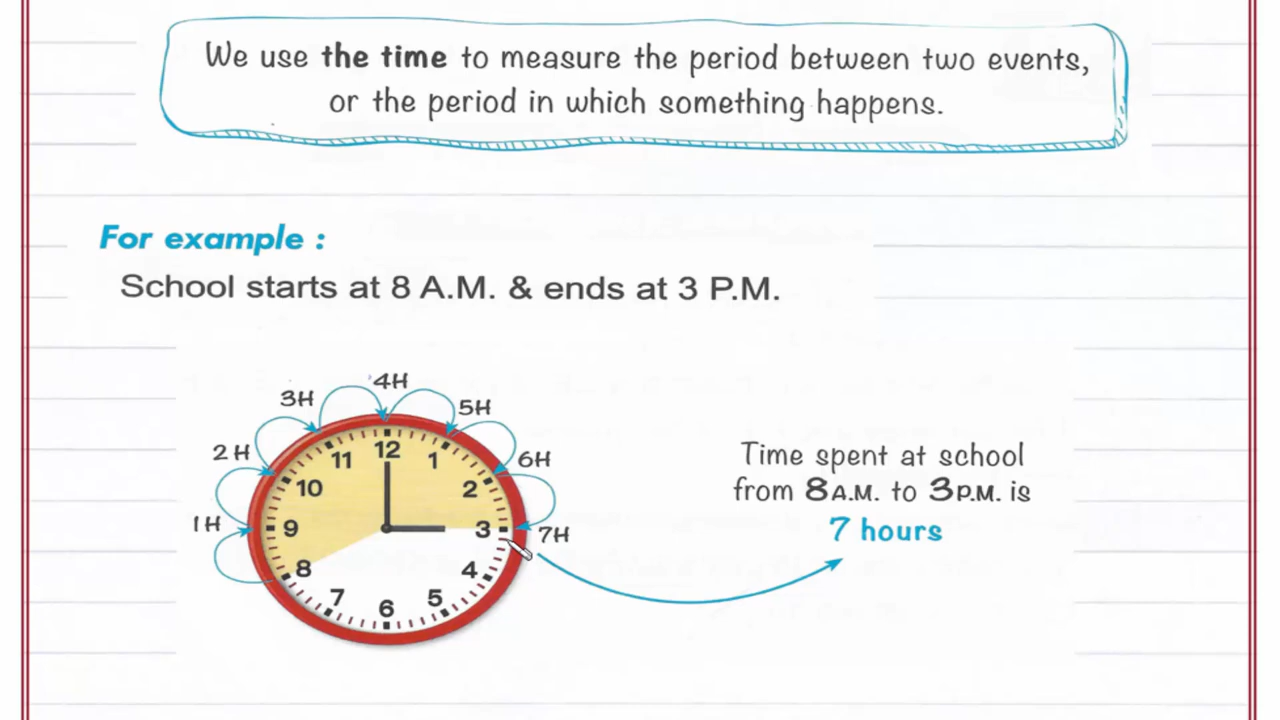 We use the time to measure the period between two events,
or the period in which something happens.
For example :
School starts at 8 A.M. & ends at 3 P.M.
4H
3H
5H
2H
6H
1H
7H
12
11
1
10
2
9
3
8
4
7
5
6
Time spent at school
from 8A.M. to 3P.M. is
7 hours